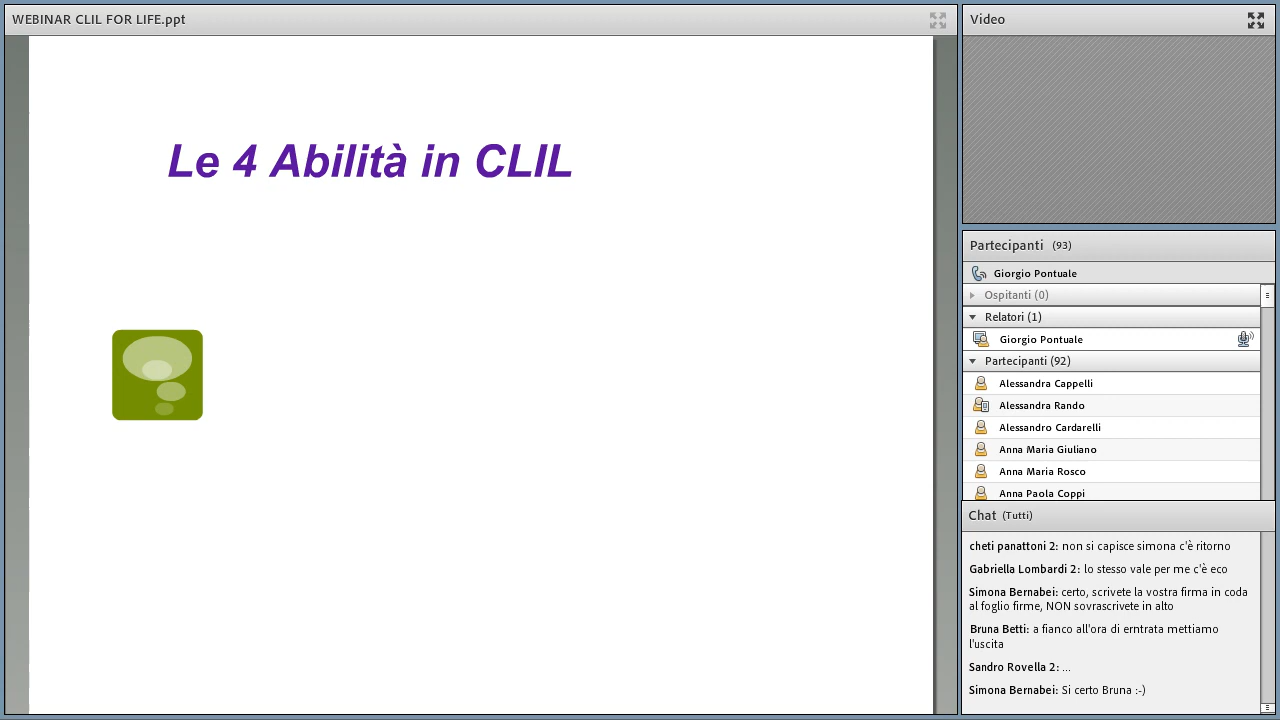 WEBINAR CLIL FOR LIFE.ppt
Le 4 Abilità in CLIL
Video
Partecipanti (93)
Giorgio Pontuale
Ospitanti (0)
Relatori (1)
Giorgio Pontuale
Partecipanti (92)
Alessandra Cappelli
Alessandra Rando
Alessandro Cardarelli
Anna Maria Giuliano
Anna Maria Rosco
Anna Paola Coppi
Chat (Tutti)
cheti panattoni 2: non si capisce simona c'è ritorno
Gabriella Lombardi 2: lo stesso vale per me c'è eco
Simona Bernabei: certo, scrivete la vostra firma in coda
al foglio firme, NON sovrascrivete in alto
Bruna Betti: a fianco all'ora di erntrata mettiamo
l'uscita
Sandro Rovella 2: ...
Simona Bernabei: Si certo Bruna :-)